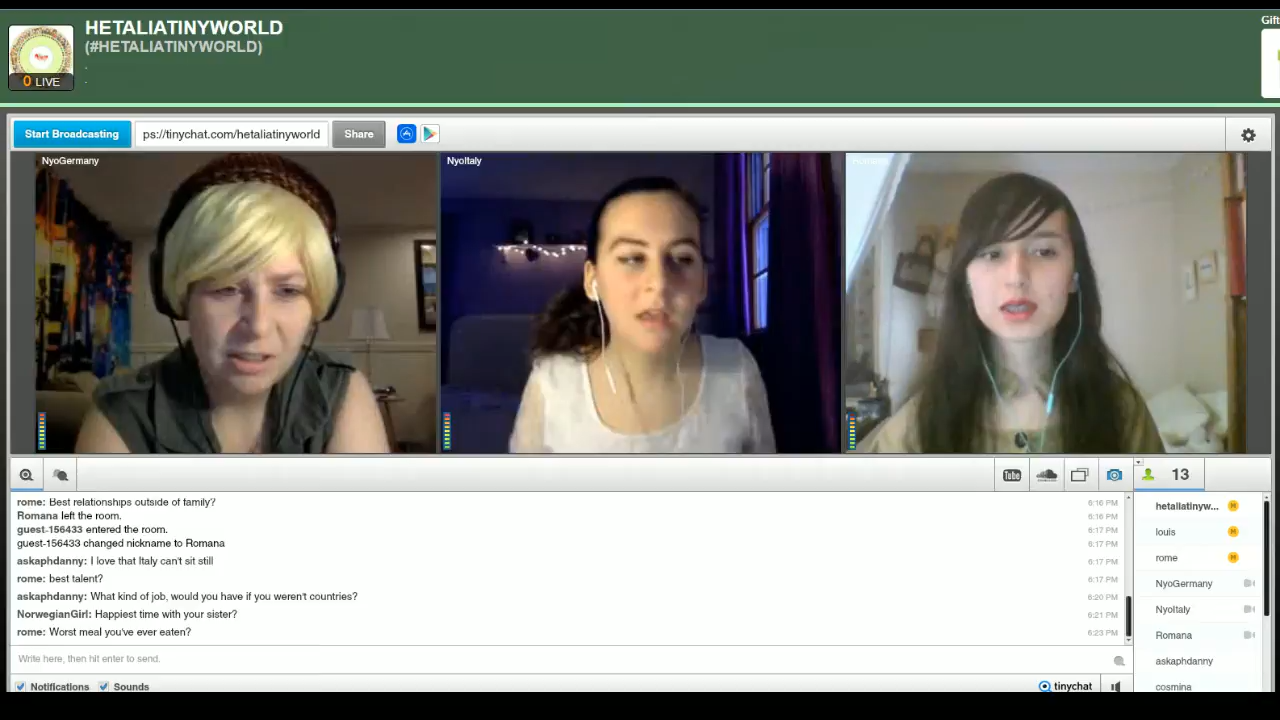 HETALIATINYWORLD
(#HETALIATINYWORLD)
Gift
0 LIVE
Start Broadcasting
ps://tinychat.com/hetaliatinyworld
Share
NyoGermany
NyoItaly
You Tube
13
rome: Best relationships outside of family? 6:16 PM
Romana left the room. 6:16 PM
guest-156433 entered the room. 6:17 PM
guest-156433 changed nickname to Romana 6:17 PM
askaphdanny: I love that Italy can't sit still 6:17 PM
rome: best talent? 6:17 PM
askaphdanny: What kind of job, would you have if you weren't countries? 6:20 PM
NorwegianGirl: Happiest time with your sister? 6:21 PM
rome: Worst meal you've ever eaten? 6:23 PM
Write here, then hit enter to send.
Notifications Sounds
tinychat
hetaliatinyw... M
louis M
rome M
NyoGermany
NyoItaly
Romana
askaphdanny
cosmina